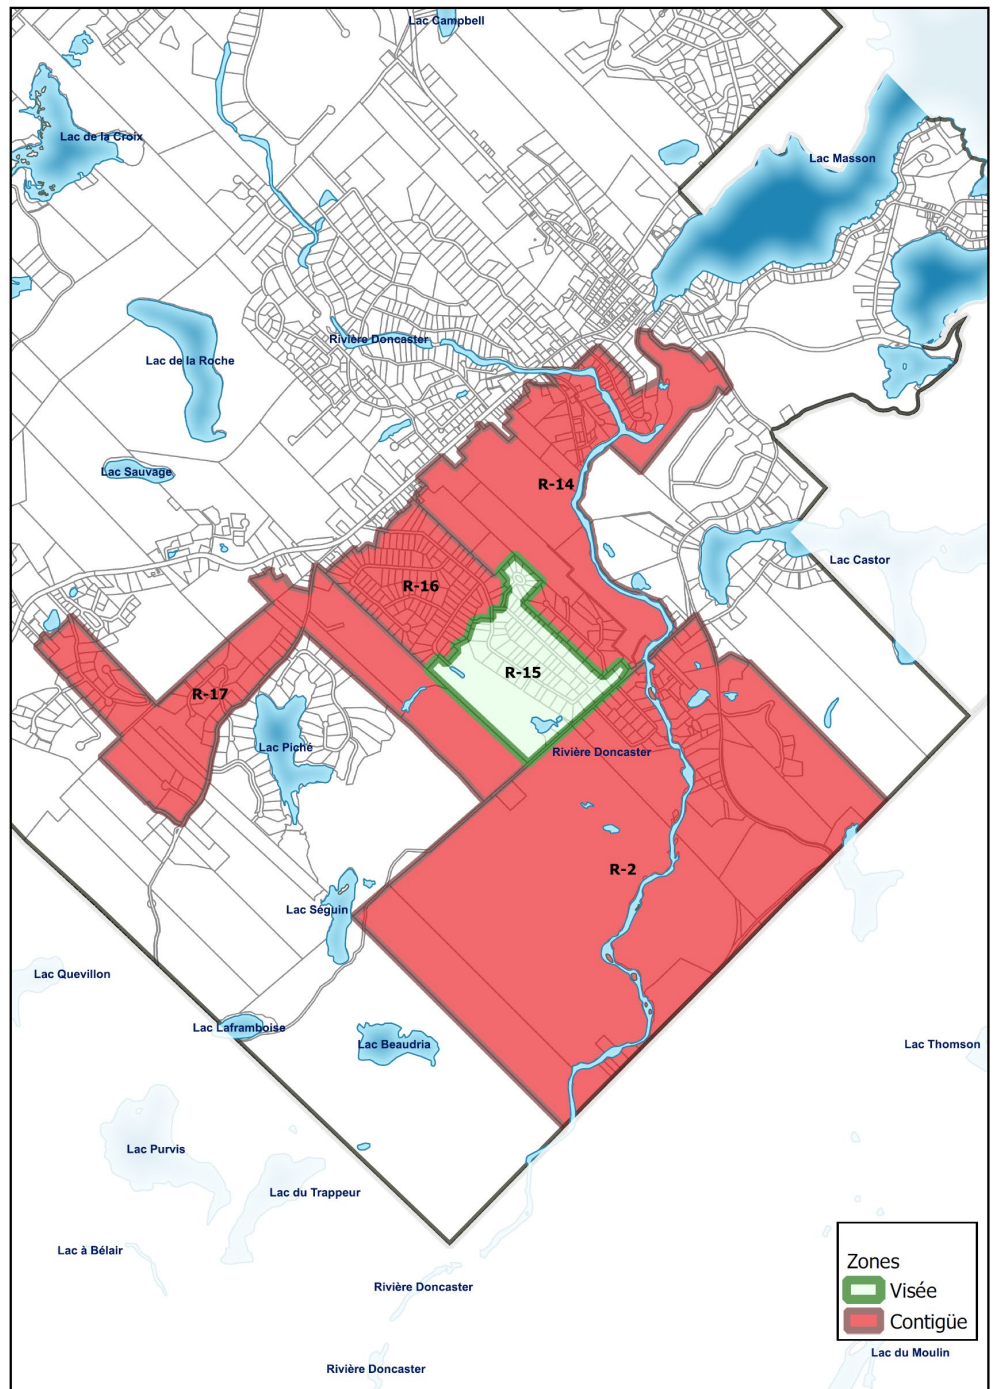 Lac Campbell
Lac de la Croix
Lac Masson
Rivière Doncaster
Lac de la Roche
Lac Sauvage
R-14
Lac Castor
R-16
R-15
R-17
Lac Piché
Rivière Doncaster
R-2
Lac Séguin
Lac Quevillon
Lac Laframboise
Lac Beaudria
Lac Thomson
Lac Purvis
Lac du Trappeur
Lac à Bélair
Rivière Doncaster
Zones
Visée
Contigüe
Lac du Moulin
Rivière Doncaster